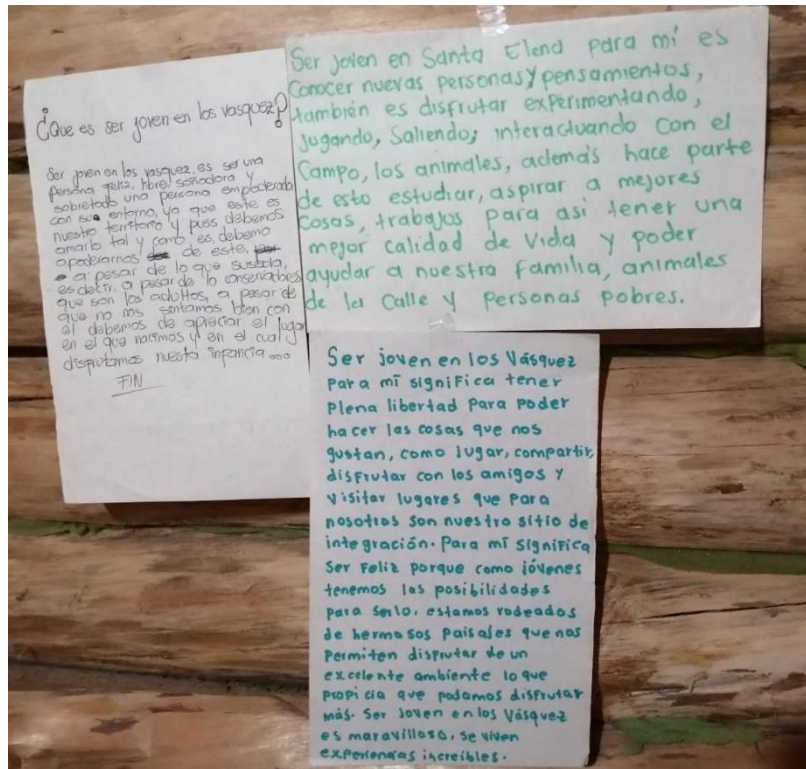 ¿Que es ser joven en los vasquez?
Ser joven en los vasquez, es ser una
persona feliz, libre, soñadora y
sobretodo una persona empoderada
con su entorno, ya que este es
nuestro territorio y pues debemos
amarlo tal y como es, debemo
apoderarnos de este,
a pesar de lo que suceda,
es decir, a pesar de lo conservadores
que son los adultos, a pesar de
que no nos sintamos bien con
el debemos de apreciar el lugar
en el que nacimos y en el cual
disfrutamos nuesta infancia...
FIN
Ser joven en Santa Elena para mi es
Conocer nuevas personas y pensamientos,
también es disfrutar experimentando,
Jugando, Saliendo, interactuando con el
Campo, los animales, además hace parte
de esto estudiar, aspirar a mejores
cosas, trabajos para asi tener una
mejor calidad de vida y poder
ayudar a nuestra familia, animales
de la calle y personas pobres.
Ser joven en los Vásquez
para mí significa tener
plena libertad para poder
hacer las cosas que nos
gustan, como jugar, compartir,
disfrutar con los amigos y
visitar lugares que para
nosotros son nuestro sitio de
integración. Para mí significa
ser feliz porque como jóvenes
tenemos las posibilidades
para serlo, estamos rodeados
de hermosos paisajes que nos
permiten disfrutar de un
excelente ambiente lo que
propicia que podamos disfrutar
más. Ser joven en los Vásquez
es maravilloso, se viven
experiencias increíbles.